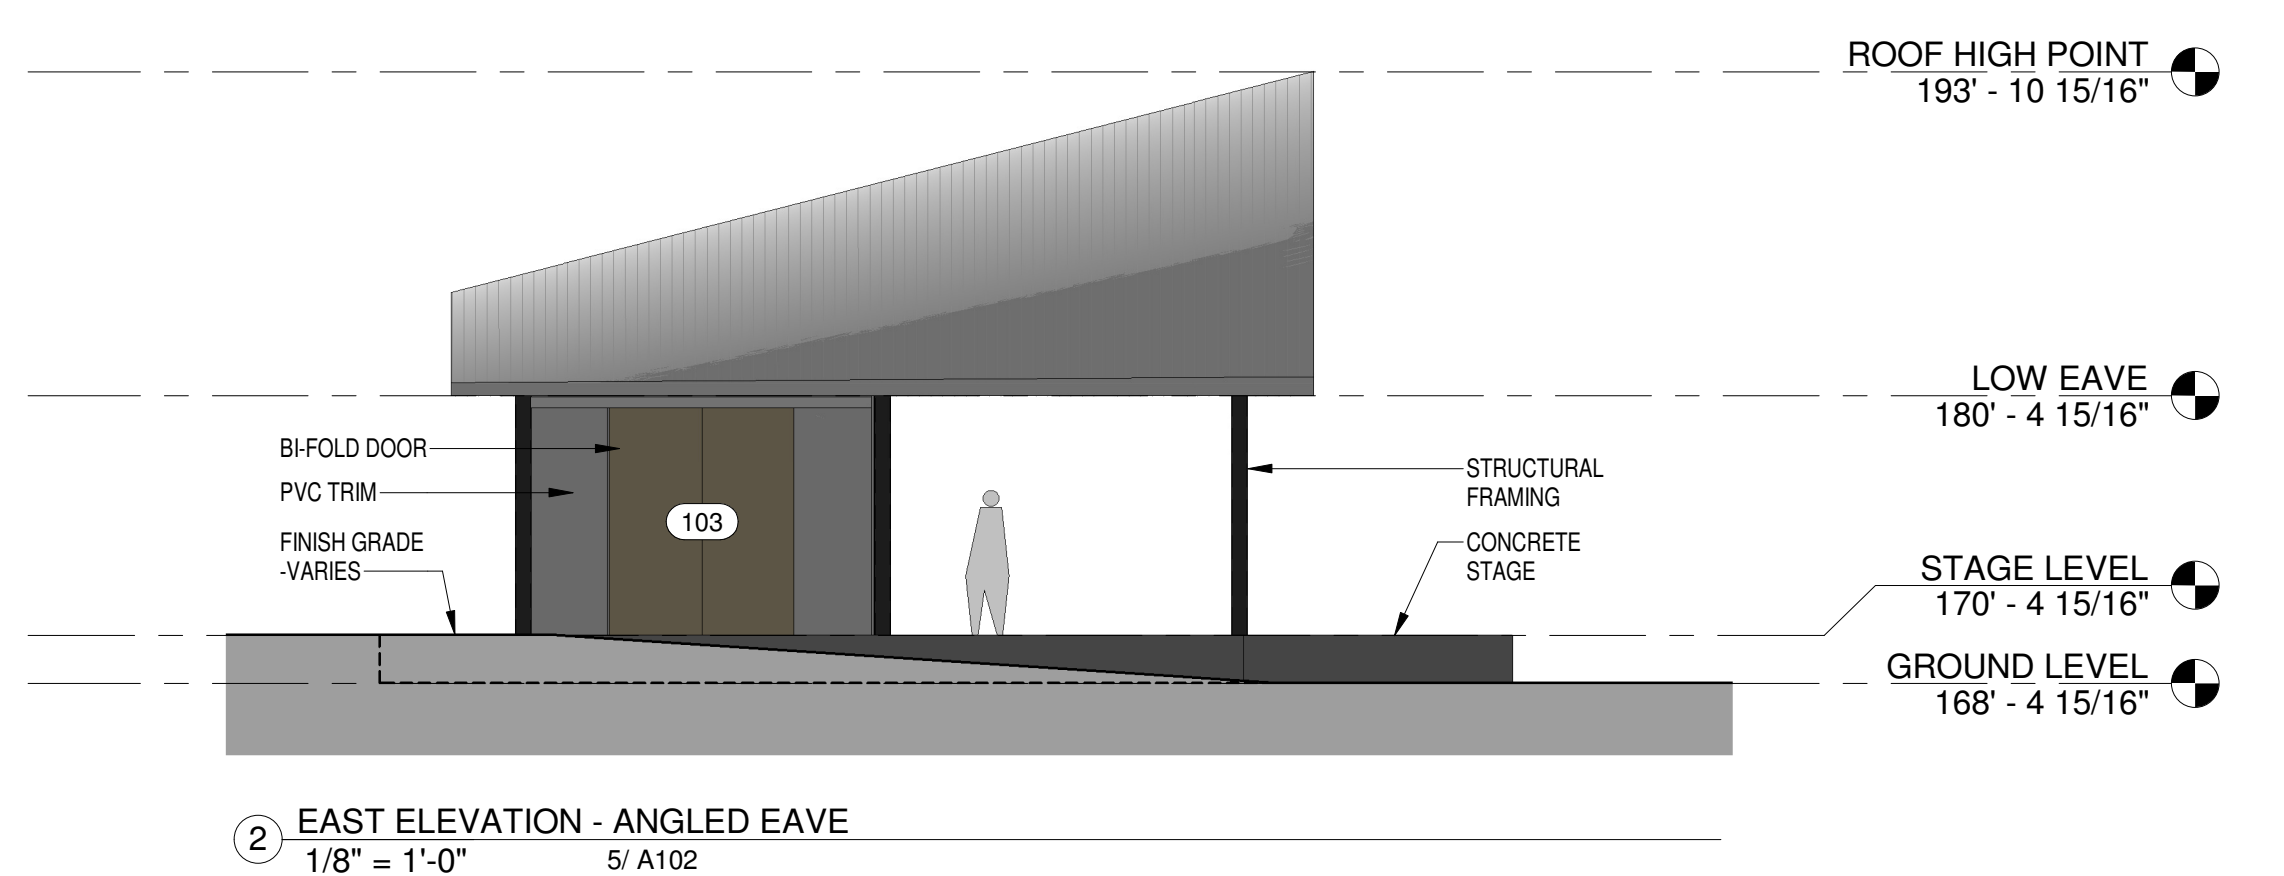 ROOF HIGH POINT
193' - 10 15/16"
LOW EAVE
180' - 4 15/16"
BI-FOLD DOOR
PVC TRIM
FINISH GRADE
-VARIES
103
STRUCTURAL
FRAMING
CONCRETE
STAGE
STAGE LEVEL
170' - 4 15/16"
GROUND LEVEL
168' - 4 15/16"
2
EAST ELEVATION - ANGLED EAVE
1/8" = 1'-0"
5/ A102